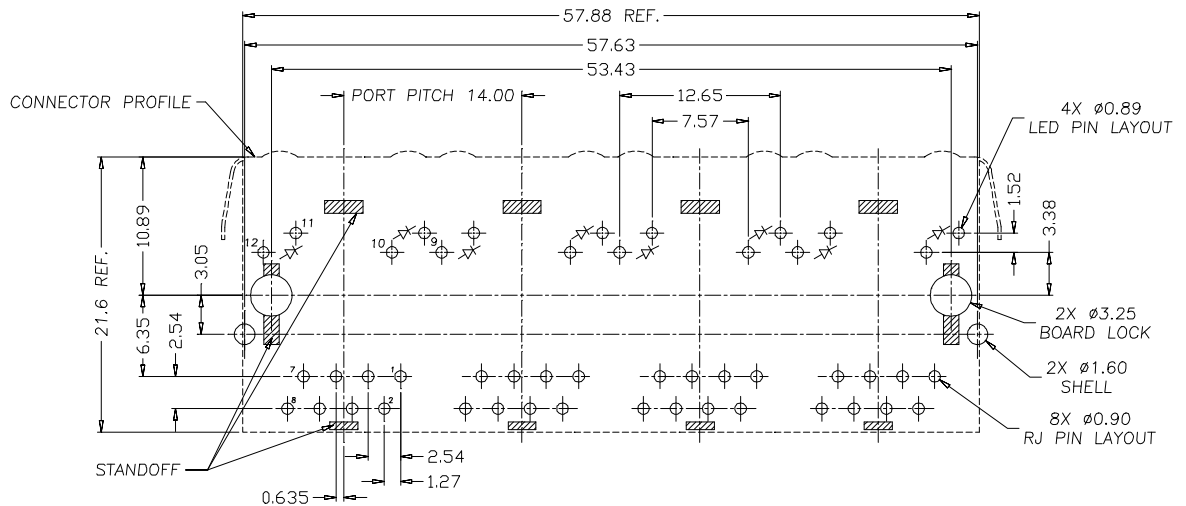 57.88 REF.
57.63
53.43
PORT PITCH 14.00
12.65
7.57
CONNECTOR PROFILE
4X ø0.89
LED PIN LAYOUT
1.52
3.38
10.89
3.05
21.6 REF.
6.35
2.54
11
12
10
9
2X ø3.25
BOARD LOCK
2X ø1.60
SHELL
7
1
8
2
8X ø0.90
RJ PIN LAYOUT
STANDOFF
2.54
1.27
0.635